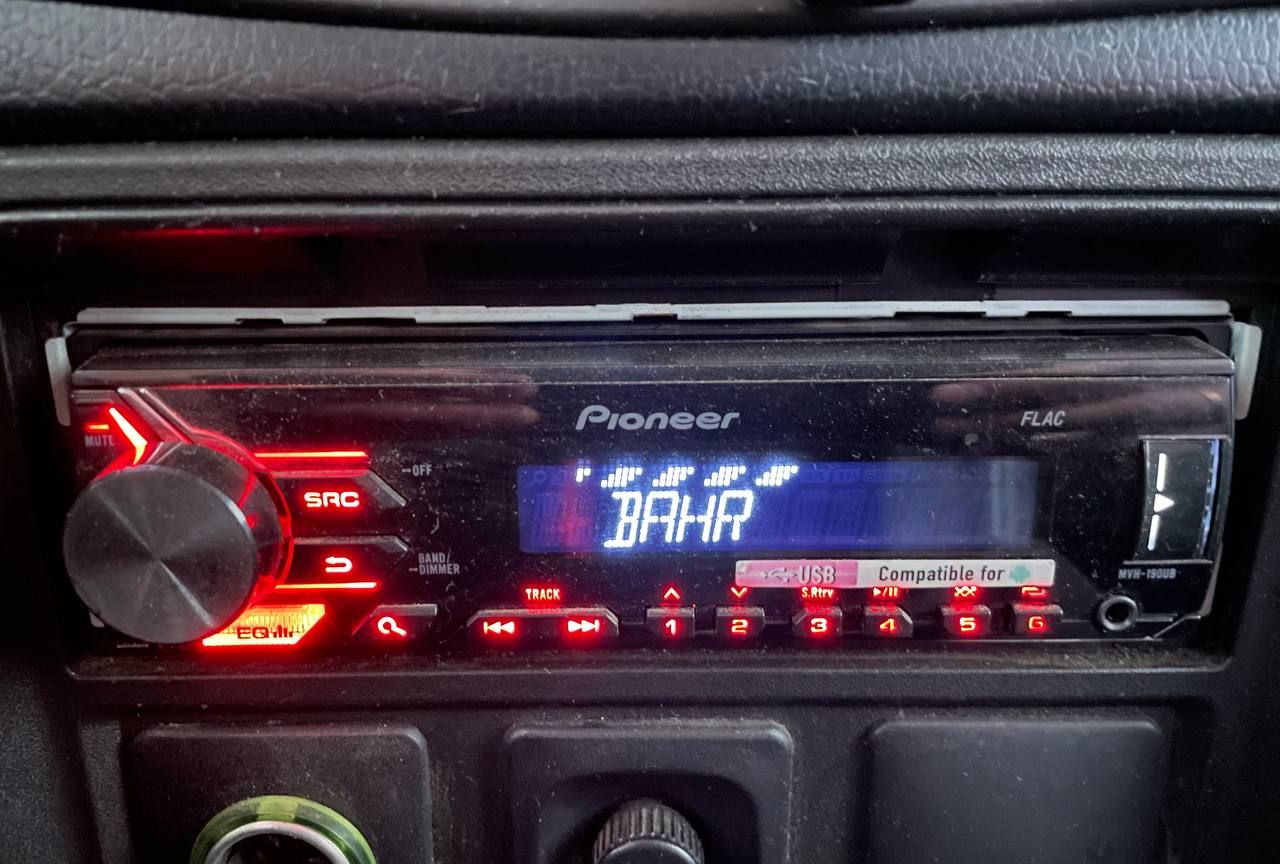 Pioneer
FLAC
MUTE
OFF
SRC
BAHR
BAND/
DIMMER
USB Compatible for
MVH-190UB
TRACK
S.Rtrv
EQ
1 2 3 4 5 6